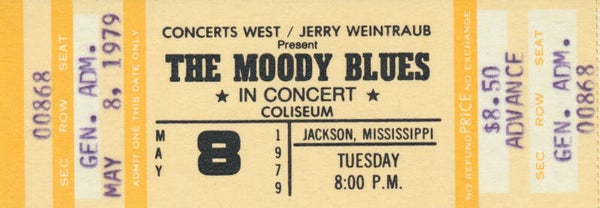 00868
SEC ROW SEAT
GEN. ADM.
MAY 8, 1979
ADMIT ONE THIS DATE ONLY
CONCERTS WEST / JERRY WEINTRAUB
Present
THE MOODY BLUES
★ IN CONCERT ★
COLISEUM
MAY
8
1979
JACKSON, MISSISSIPPI
TUESDAY
8:00 P.M.
NO REFUND PRICE NO EXCHANGE
$8.50
ADVANCE
SEC ROW SEAT
GEN. ADM.
00868